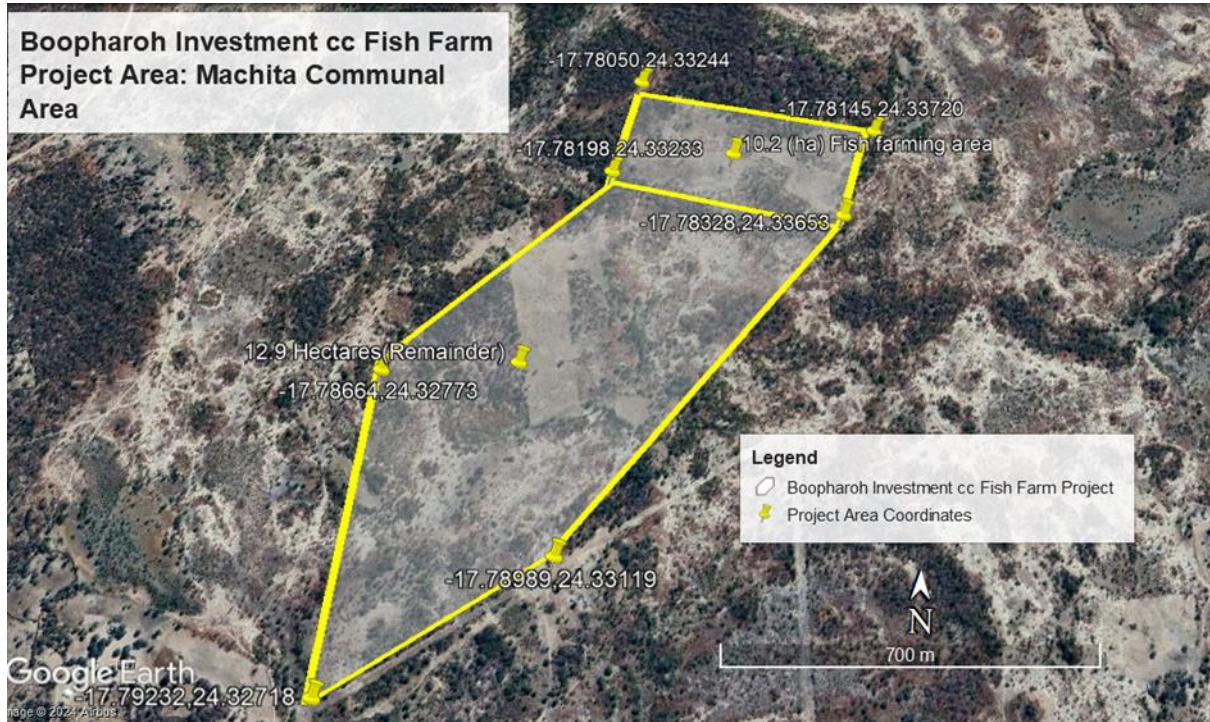 Boopharoh Investment cc Fish Farm
Project Area: Machita Communal
Area
-17.78050,24.33244
-17.78145,24.33720
10.2 (ha) Fish farming area
-17.78198,24.33233
-17.78328,24.33653
12.9 Hectares(Remainder)
-17.78664,24.32773
Legend
Boopharoh Investment cc Fish Farm Project
Project Area Coordinates
-17.78989,24.33119
N
700 m
Google Earth
-17.79232,24.32718
mage © 2024 Airbus